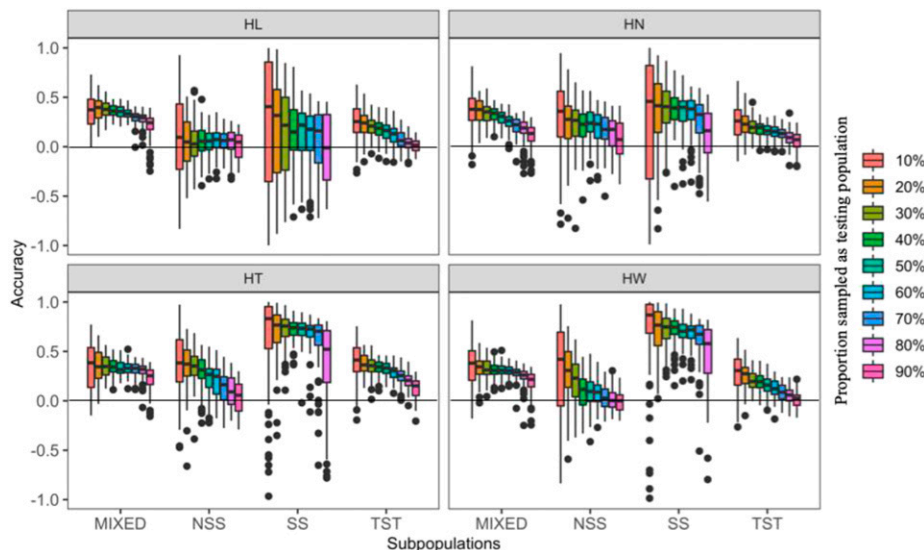 HL
HN
1.0
0.5
0.0
-0.5
-1.0
HT
HW
1.0
0.5
0.0
-0.5
-1.0
Accuracy
MIXED NSS SS TST
MIXED NSS SS TST
Subpopulations
Proportion sampled as testing population
10%
20%
30%
40%
50%
60%
70%
80%
90%